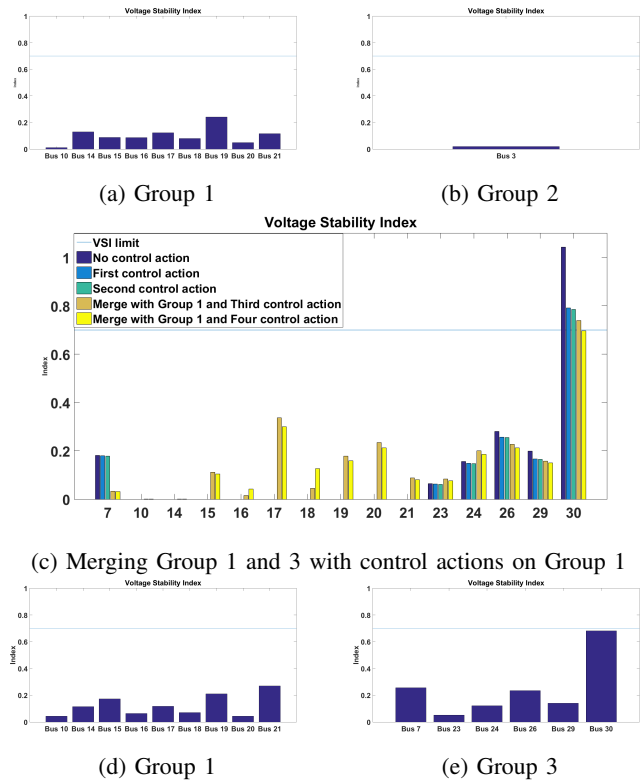 Voltage Stability Index
1
0.8
0.6
0.4
0.2
0
Index
Bus 10 Bus 14 Bus 15 Bus 16 Bus 17 Bus 18 Bus 19 Bus 20 Bus 21
(a) Group 1
Voltage Stability Index
1
0.8
0.6
0.4
0.2
0
Index
Bus 3
(b) Group 2
Voltage Stability Index
VSI limit
No control action
First control action
Second control action
Merge with Group 1 and Third control action
Merge with Group 1 and Four control action
1
0.8
0.6
0.4
0.2
0
Index
7 10 14 15 16 17 18 19 20 21 23 24 26 29 30
(c) Merging Group 1 and 3 with control actions on Group 1
Voltage Stability Index
1
0.8
0.6
0.4
0.2
0
Index
Bus 10 Bus 14 Bus 15 Bus 16 Bus 17 Bus 18 Bus 19 Bus 20 Bus 21
(d) Group 1
Voltage Stability Index
1
0.8
0.6
0.4
0.2
0
Index
Bus 7 Bus 23 Bus 24 Bus 26 Bus 29 Bus 30
(e) Group 3